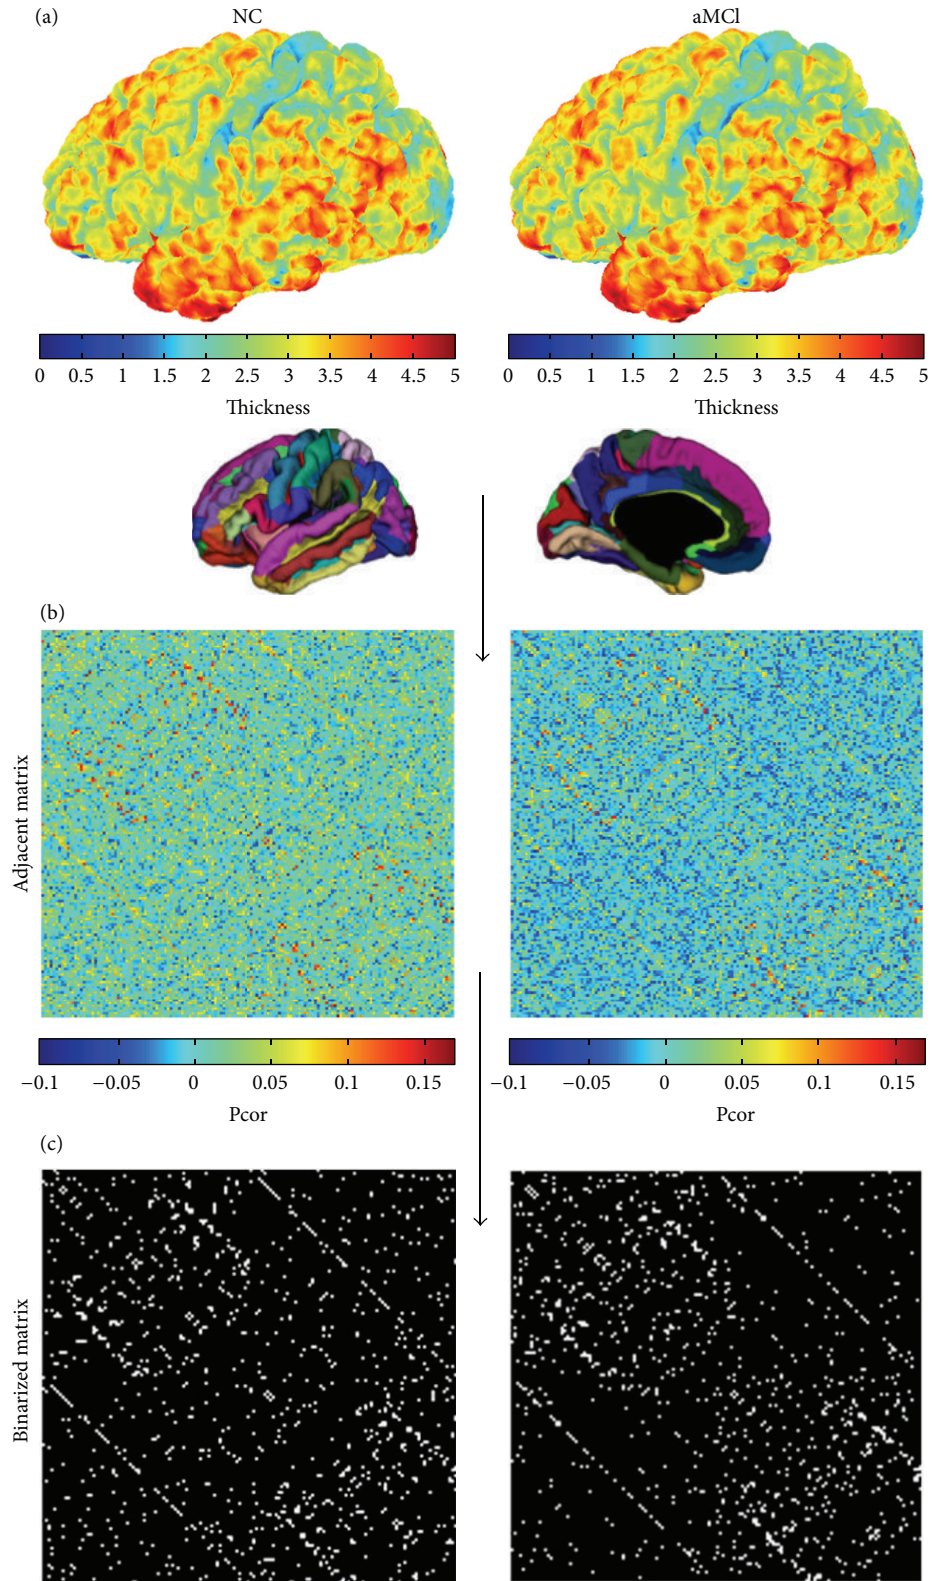 (a)
NC
aMCl
0 0.5 1 1.5 2 2.5 3 3.5 4 4.5 5
0 0.5 1 1.5 2 2.5 3 3.5 4 4.5 5
Thickness
Thickness
(b)
Adjacent matrix
−0.1 −0.05 0 0.05 0.1 0.15
−0.1 −0.05 0 0.05 0.1 0.15
Pcor
Pcor
(c)
Binarized matrix